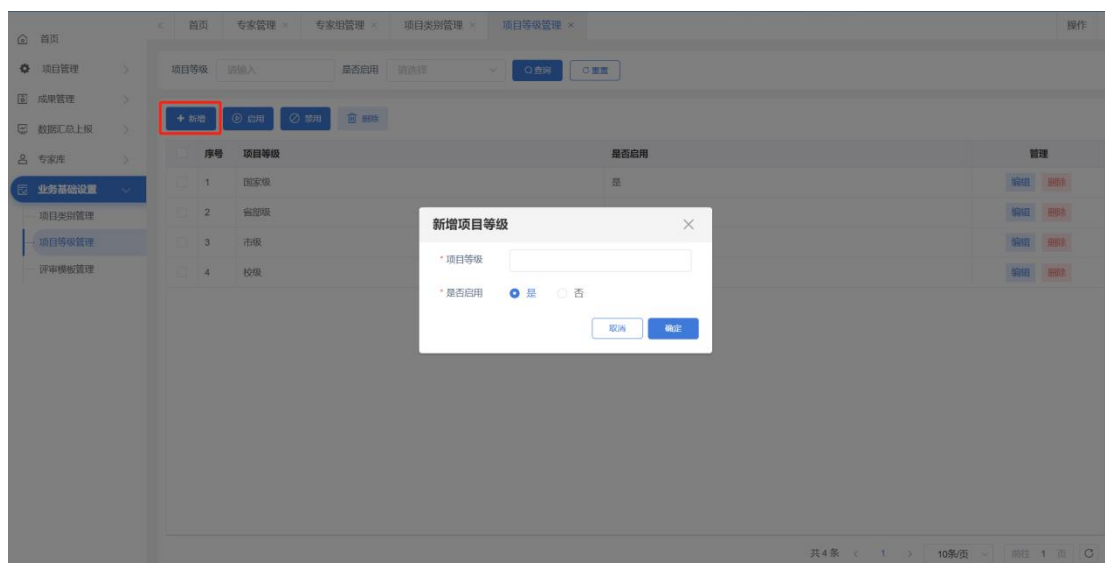 首页
项目管理
成果管理
数据汇总上报
专家库
业务基础设置
项目类别管理
项目等级管理
评审模板管理
首页 专家管理 × 专家组管理 × 项目类别管理 × 项目等级管理 × 操作
项目等级 请输入 是否启用 请选择 查询 重置
+ 新增 启用 禁用 删除
序号 项目等级 是否启用 管理
1 国家级 是 编辑 删除
2 省部级 编辑 删除
3 市级 编辑 删除
4 校级 编辑 删除
新增项目等级 ×
* 项目等级
* 是否启用 是 否
取消 确定
共 4 条 < 1 > 10条/页 前往 1 页